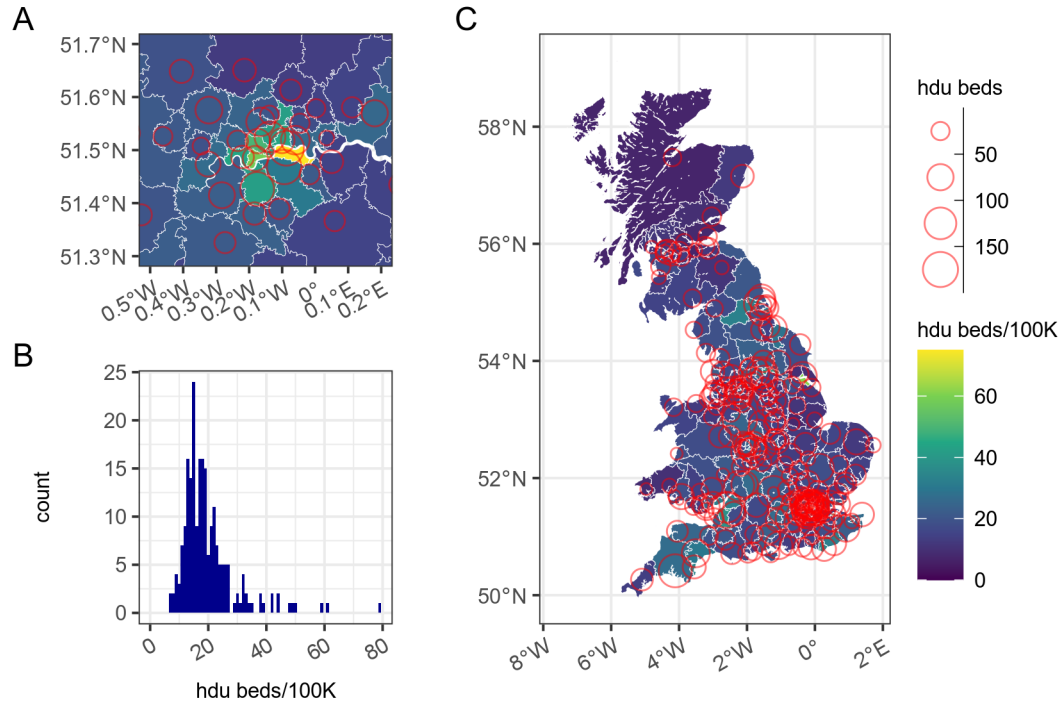 A
51.7°N
51.6°N
51.5°N
51.4°N
51.3°N
0.5°W
0.4°W
0.3°W
0.2°W
0.1°W
0°
0.1°E
0.2°E
B
25
20
15
10
5
0
count
0
20
40
60
80
hdu beds/100K
C
58°N
56°N
54°N
52°N
50°N
8°W
6°W
4°W
2°W
0°
2°E
hdu beds
50
100
150
hdu beds/100K
60
40
20
0